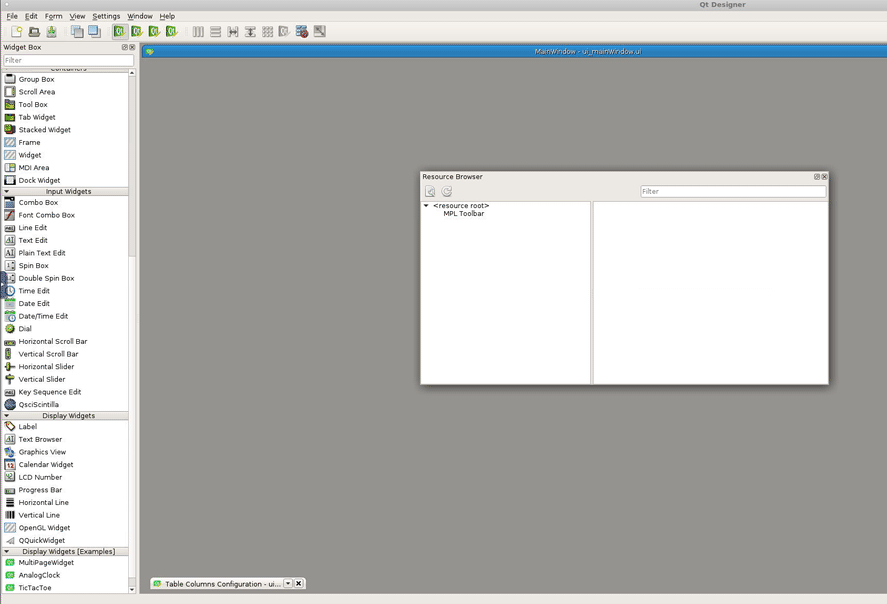 Qt Designer
File Edit Form View Settings Window Help
Widget Box
Filter
Containers
Group Box
Scroll Area
Tool Box
Tab Widget
Stacked Widget
Frame
Widget
MDI Area
Dock Widget
Input Widgets
Combo Box
Font Combo Box
Line Edit
Text Edit
Plain Text Edit
Spin Box
Double Spin Box
Time Edit
Date Edit
Date/Time Edit
Dial
Horizontal Scroll Bar
Vertical Scroll Bar
Horizontal Slider
Vertical Slider
Key Sequence Edit
QsciScintilla
Display Widgets
Label
Text Browser
Graphics View
Calendar Widget
LCD Number
Progress Bar
Horizontal Line
Vertical Line
OpenGL Widget
QQuickWidget
Display Widgets [Examples]
MultiPageWidget
AnalogClock
TicTacToe
MainWindow - ui_mainWindow.ui
Resource Browser
Filter
<resource root>
MPL Toolbar
Table Columns Configuration - ui...